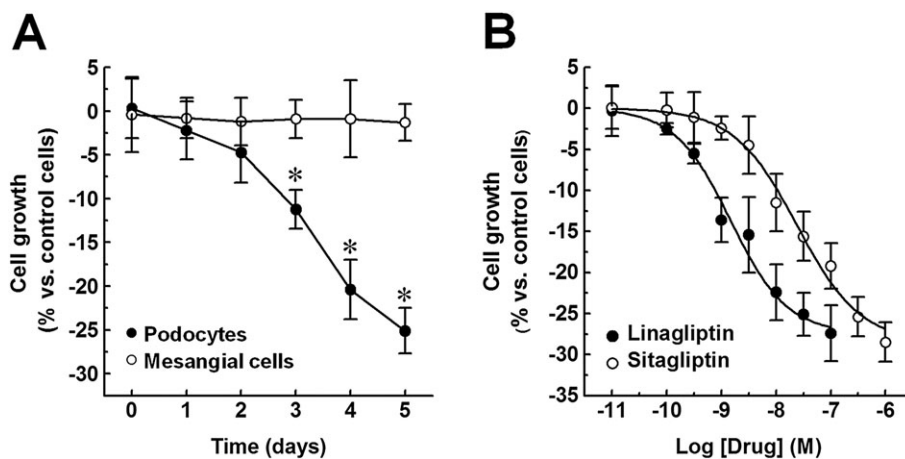 A
B
5
0
-5
-10
-15
-20
-25
-30
Cell growth
(% vs. control cells)
*
*
*
Podocytes
Mesangial cells
0 1 2 3 4 5
Time (days)
5
0
-5
-10
-15
-20
-25
-30
-35
Cell growth
(% vs. control cells)
Linagliptin
Sitagliptin
-11 -10 -9 -8 -7 -6
Log [Drug] (M)